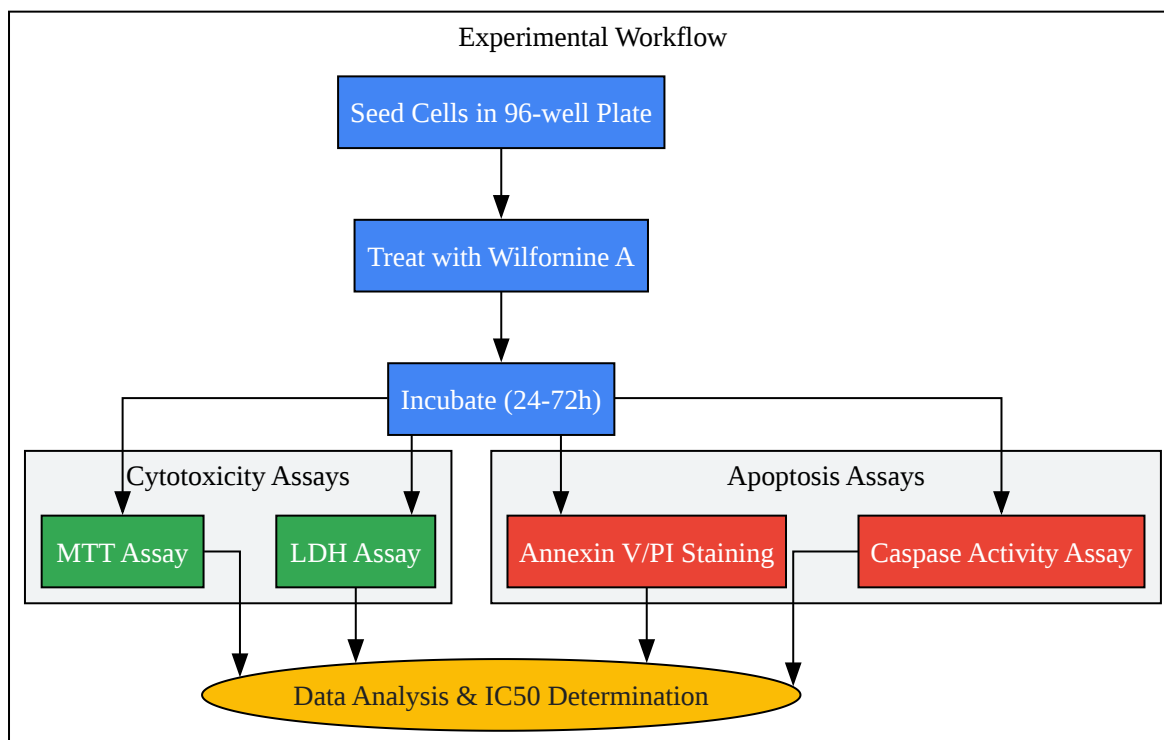 Experimental Workflow
Seed Cells in 96-well Plate
Treat with Wilfornine A
Incubate (24-72h)
Cytotoxicity Assays
Apoptosis Assays
MTT Assay
LDH Assay
Annexin V/PI Staining
Caspase Activity Assay
Data Analysis & IC50 Determination